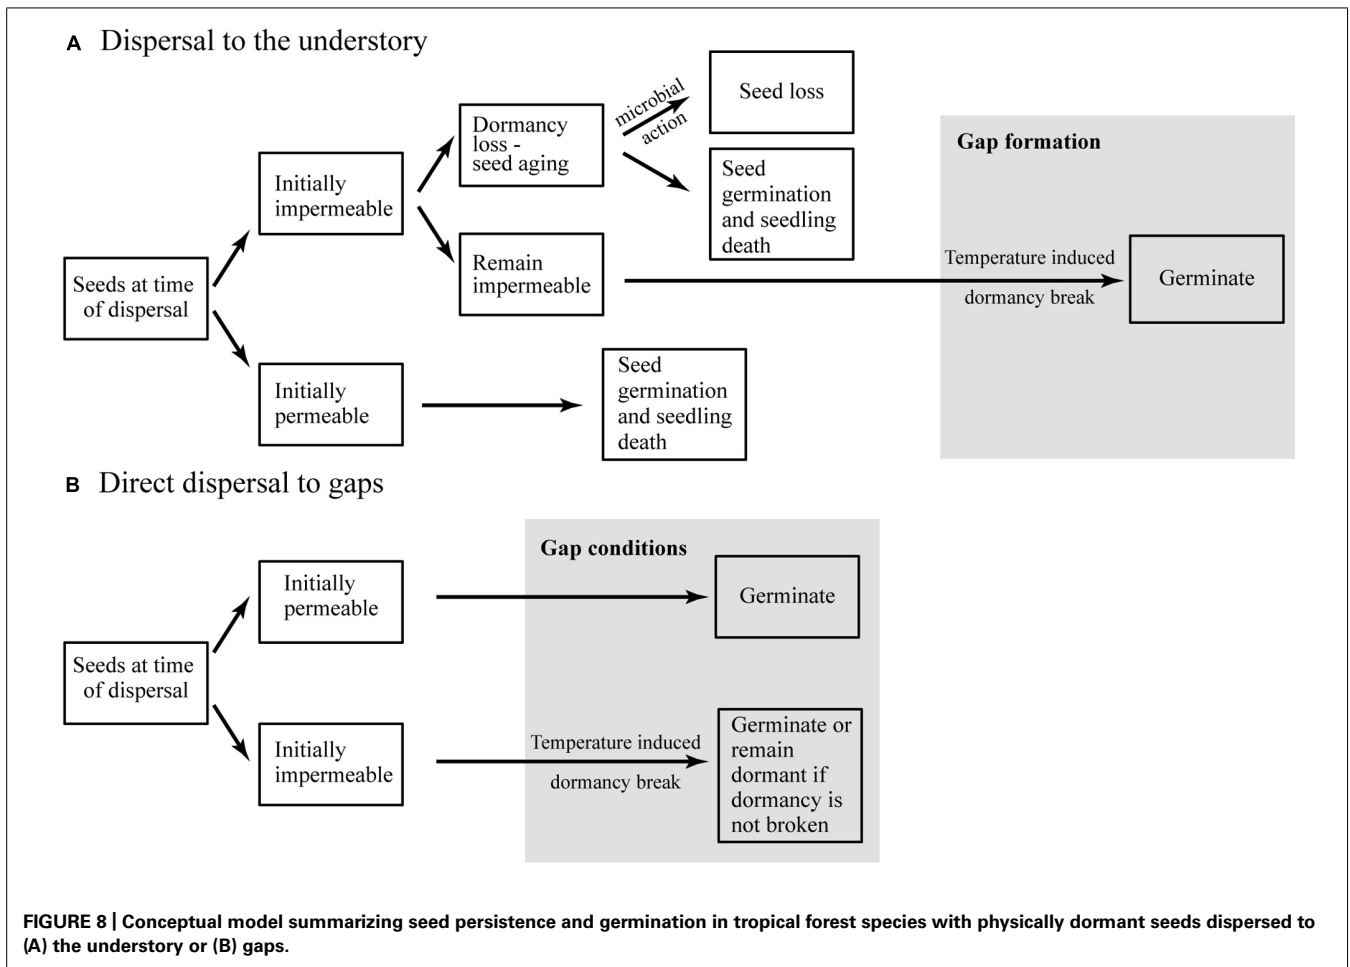 A Dispersal to the understory
Seeds at time
of dispersal
Initially
impermeable
Initially
permeable
Dormancy
loss -
seed aging
Remain
impermeable
microbial
action
Seed loss
Seed
germination
and seedling
death
Seed
germination
and seedling
death
Gap formation
Temperature induced
dormancy break
Germinate
B Direct dispersal to gaps
Seeds at time
of dispersal
Initially
permeable
Initially
impermeable
Gap conditions
Germinate
Temperature induced
dormancy break
Germinate or
remain
dormant if
dormancy is
not broken
FIGURE 8 | Conceptual model summarizing seed persistence and germination in tropical forest species with physically dormant seeds dispersed to
(A) the understory or (B) gaps.